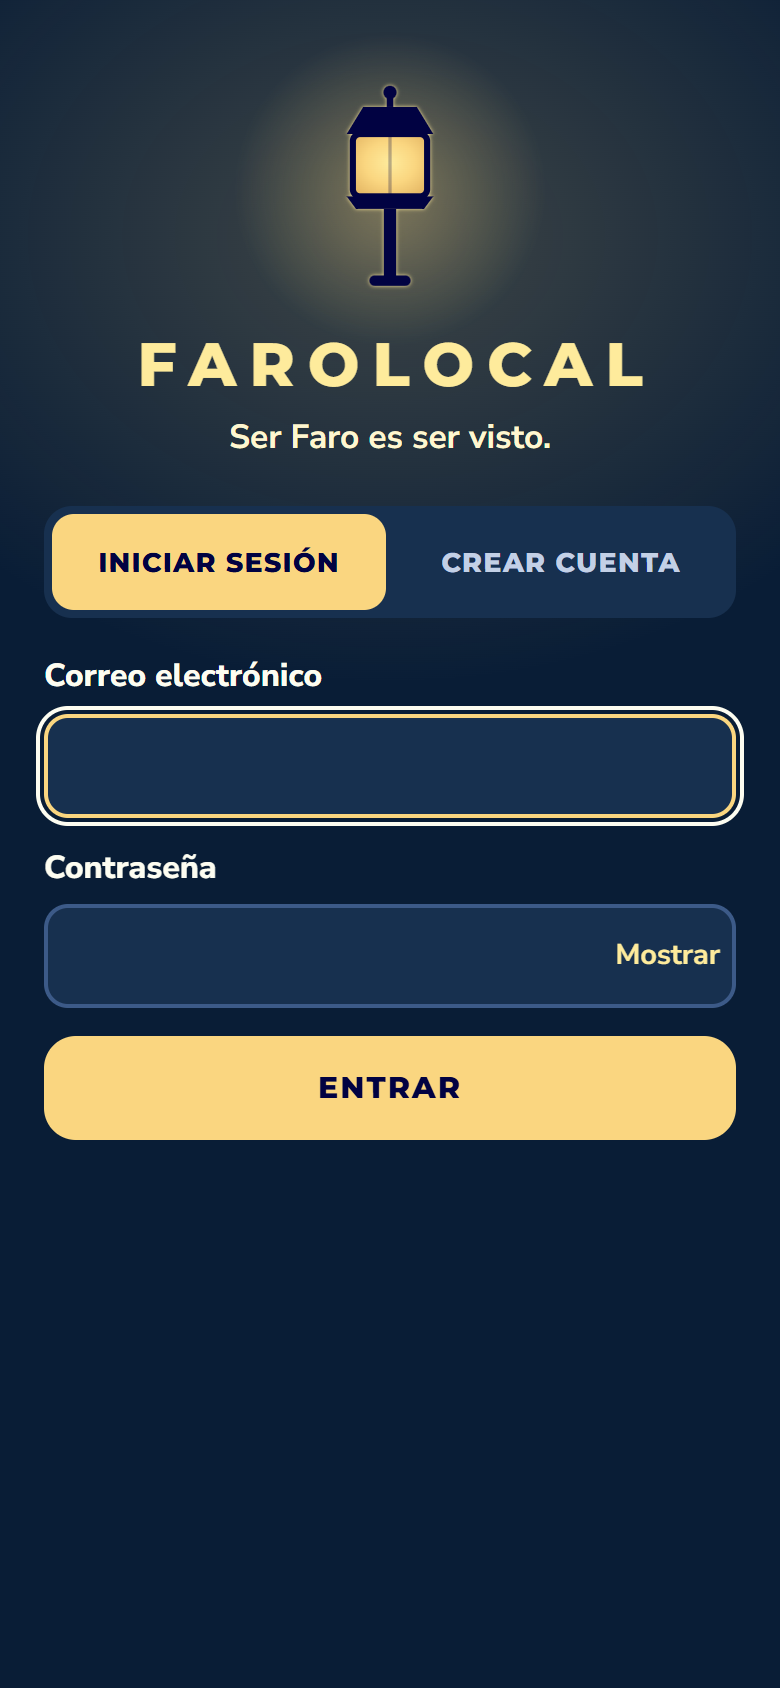 FAROLOCAL
Ser Faro es ser visto.
INICIAR SESIÓN
CREAR CUENTA
Correo electrónico
Contraseña
Mostrar
ENTRAR